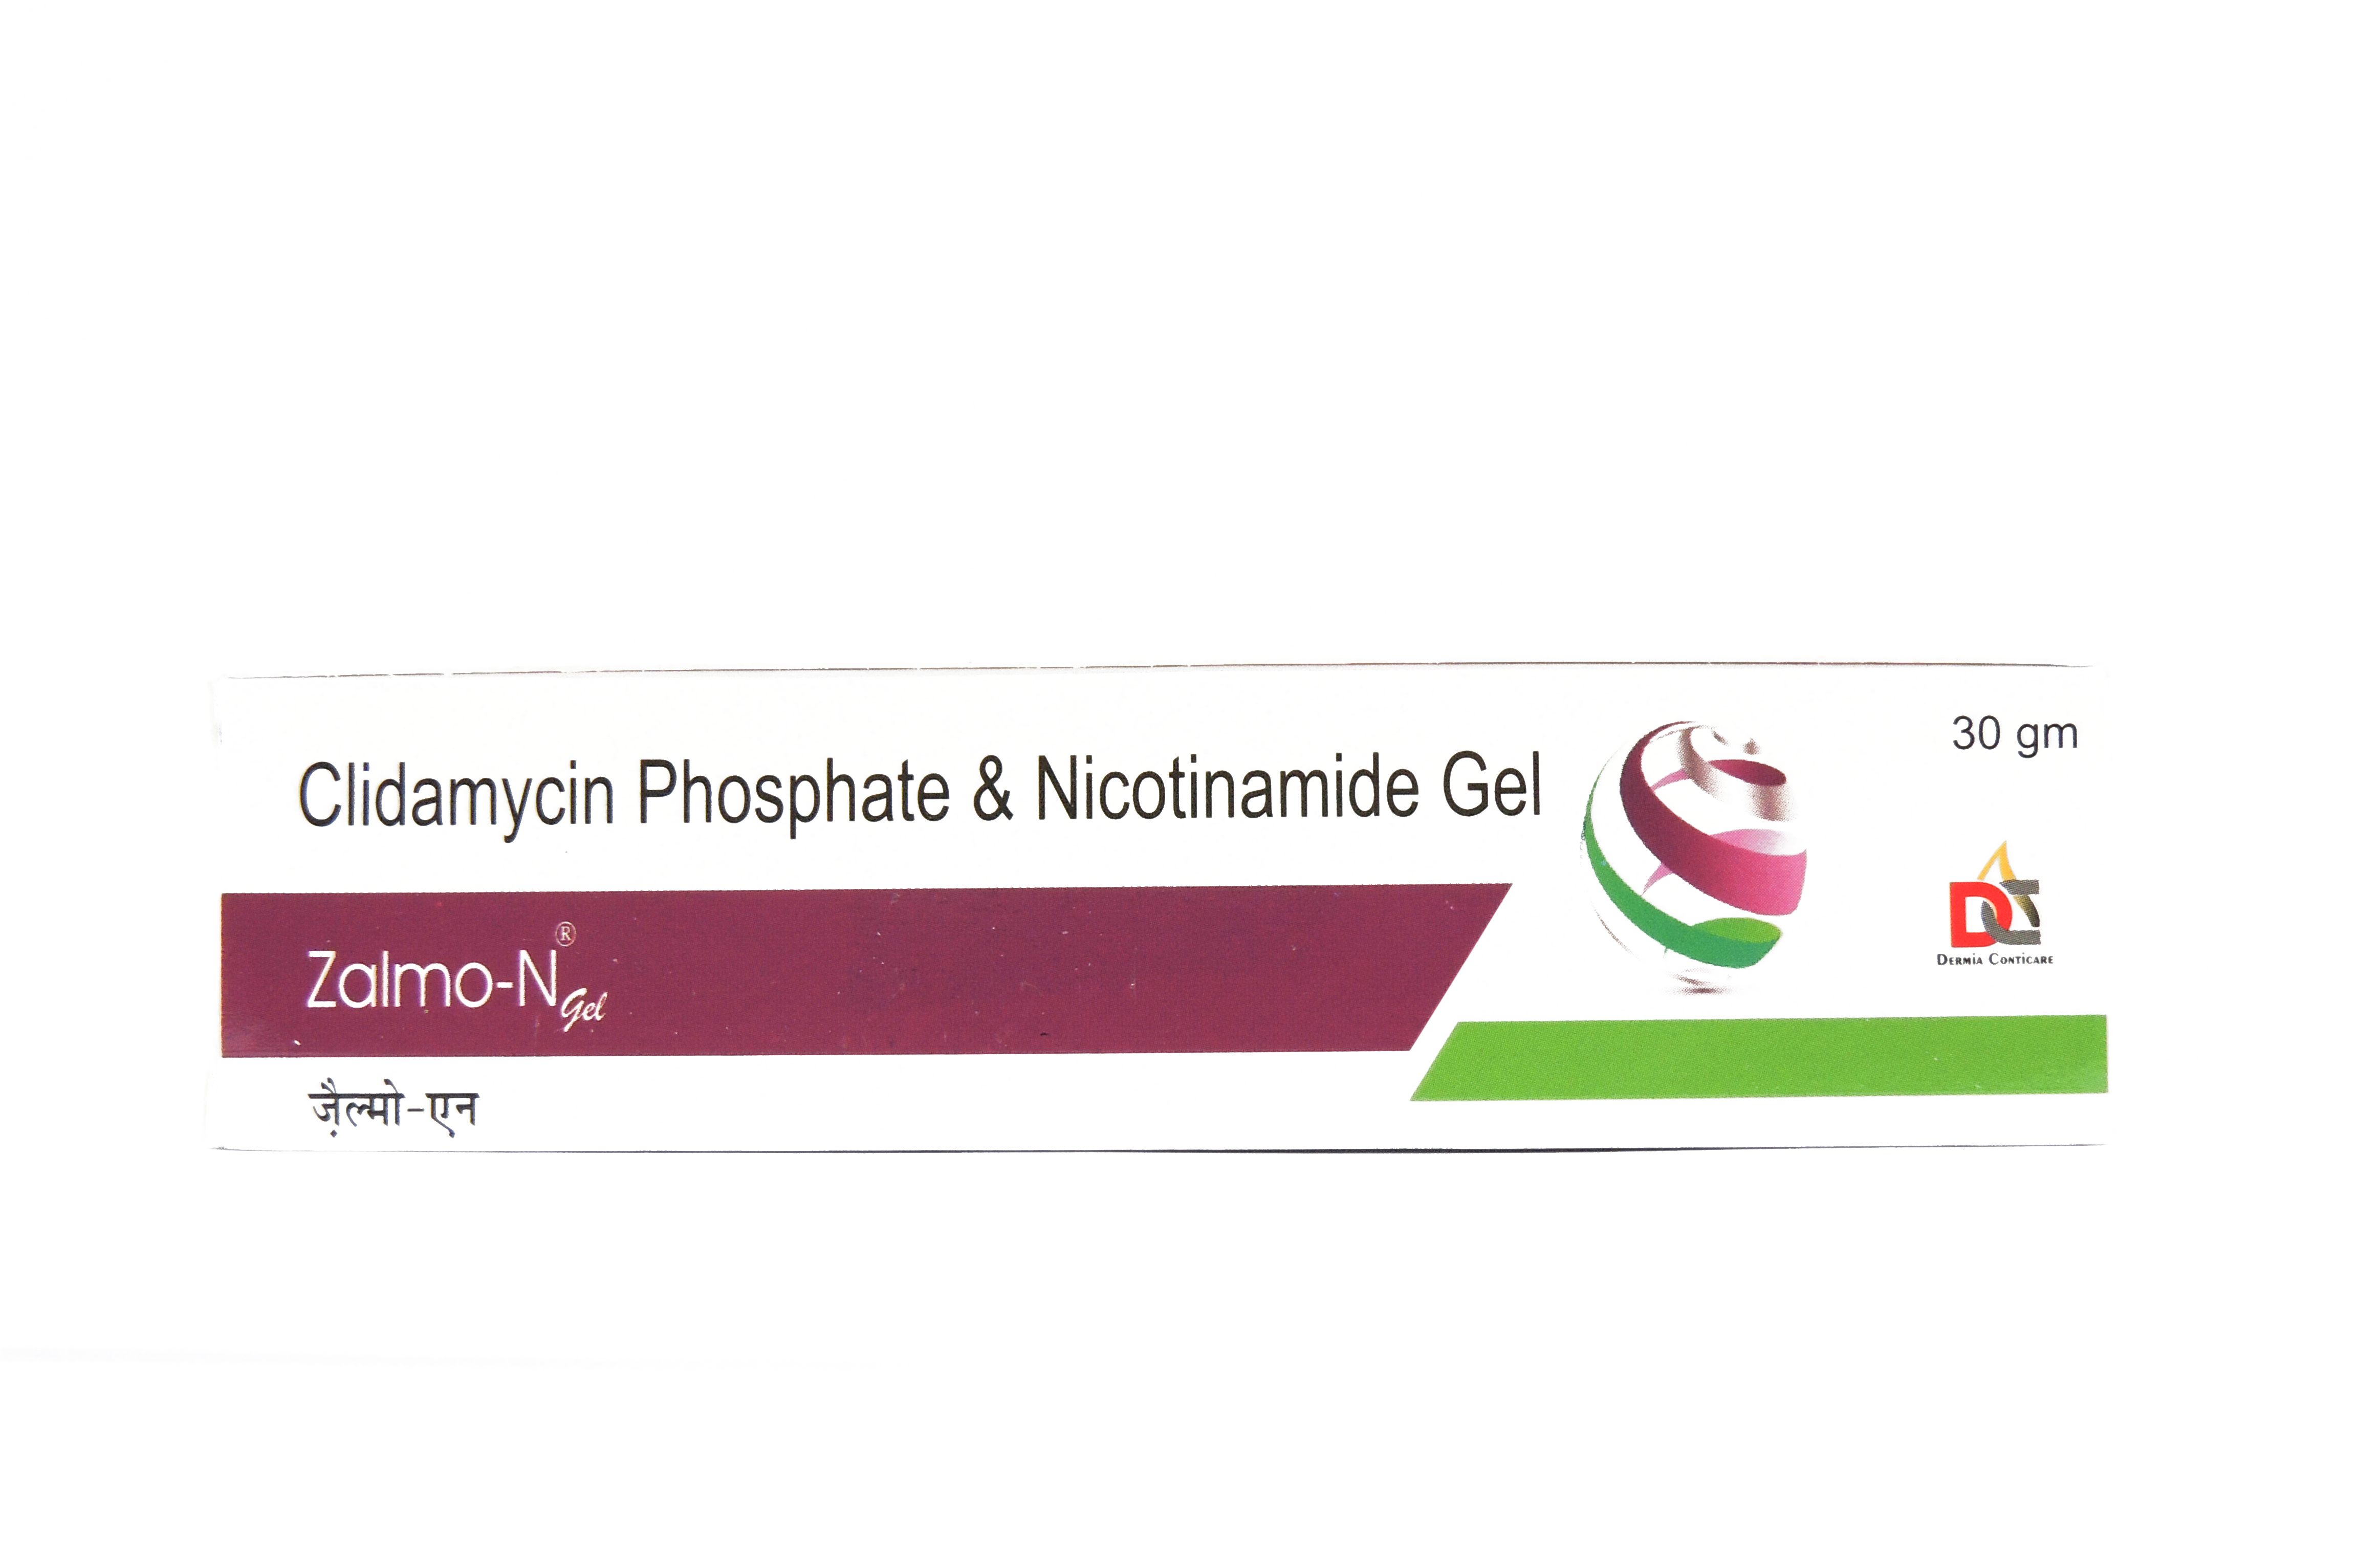 Clidamycin Phosphate & Nicotinamide Gel
30 gm
Zalmo-N® Gel
DC
DERMIA CONTICARE
ज़ैल्मो-एन